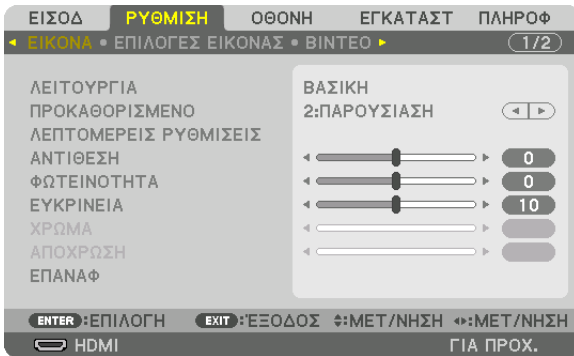 ΕΙΣΟΔ ΡΥΘΜΙΣΗ ΟΘΟΝΗ ΕΓΚΑΤΑΣΤ ΠΛΗΡΟΦ
ΕΙΚΟΝΑ • ΕΠΙΛΟΓΕΣ ΕΙΚΟΝΑΣ • ΒΙΝΤΕΟ 1/2
ΛΕΙΤΟΥΡΓΙΑ ΒΑΣΙΚΗ
ΠΡΟΚΑΘΟΡΙΣΜΕΝΟ 2:ΠΑΡΟΥΣΙΑΣΗ
ΛΕΠΤΟΜΕΡΕΙΣ ΡΥΘΜΙΣΕΙΣ
ΑΝΤΙΘΕΣΗ 0
ΦΩΤΕΙΝΟΤΗΤΑ 0
ΕΥΚΡΙΝΕΙΑ 10
ΧΡΩΜΑ
ΑΠΟΧΡΩΣΗ
ΕΠΑΝΑΦ
ENTER:ΕΠΙΛΟΓΗ EXIT:ΈΞΟΔΟΣ :ΜΕΤ/ΝΗΣΗ :ΜΕΤ/ΝΗΣΗ
HDMI ΓΙΑ ΠΡΟΧ.